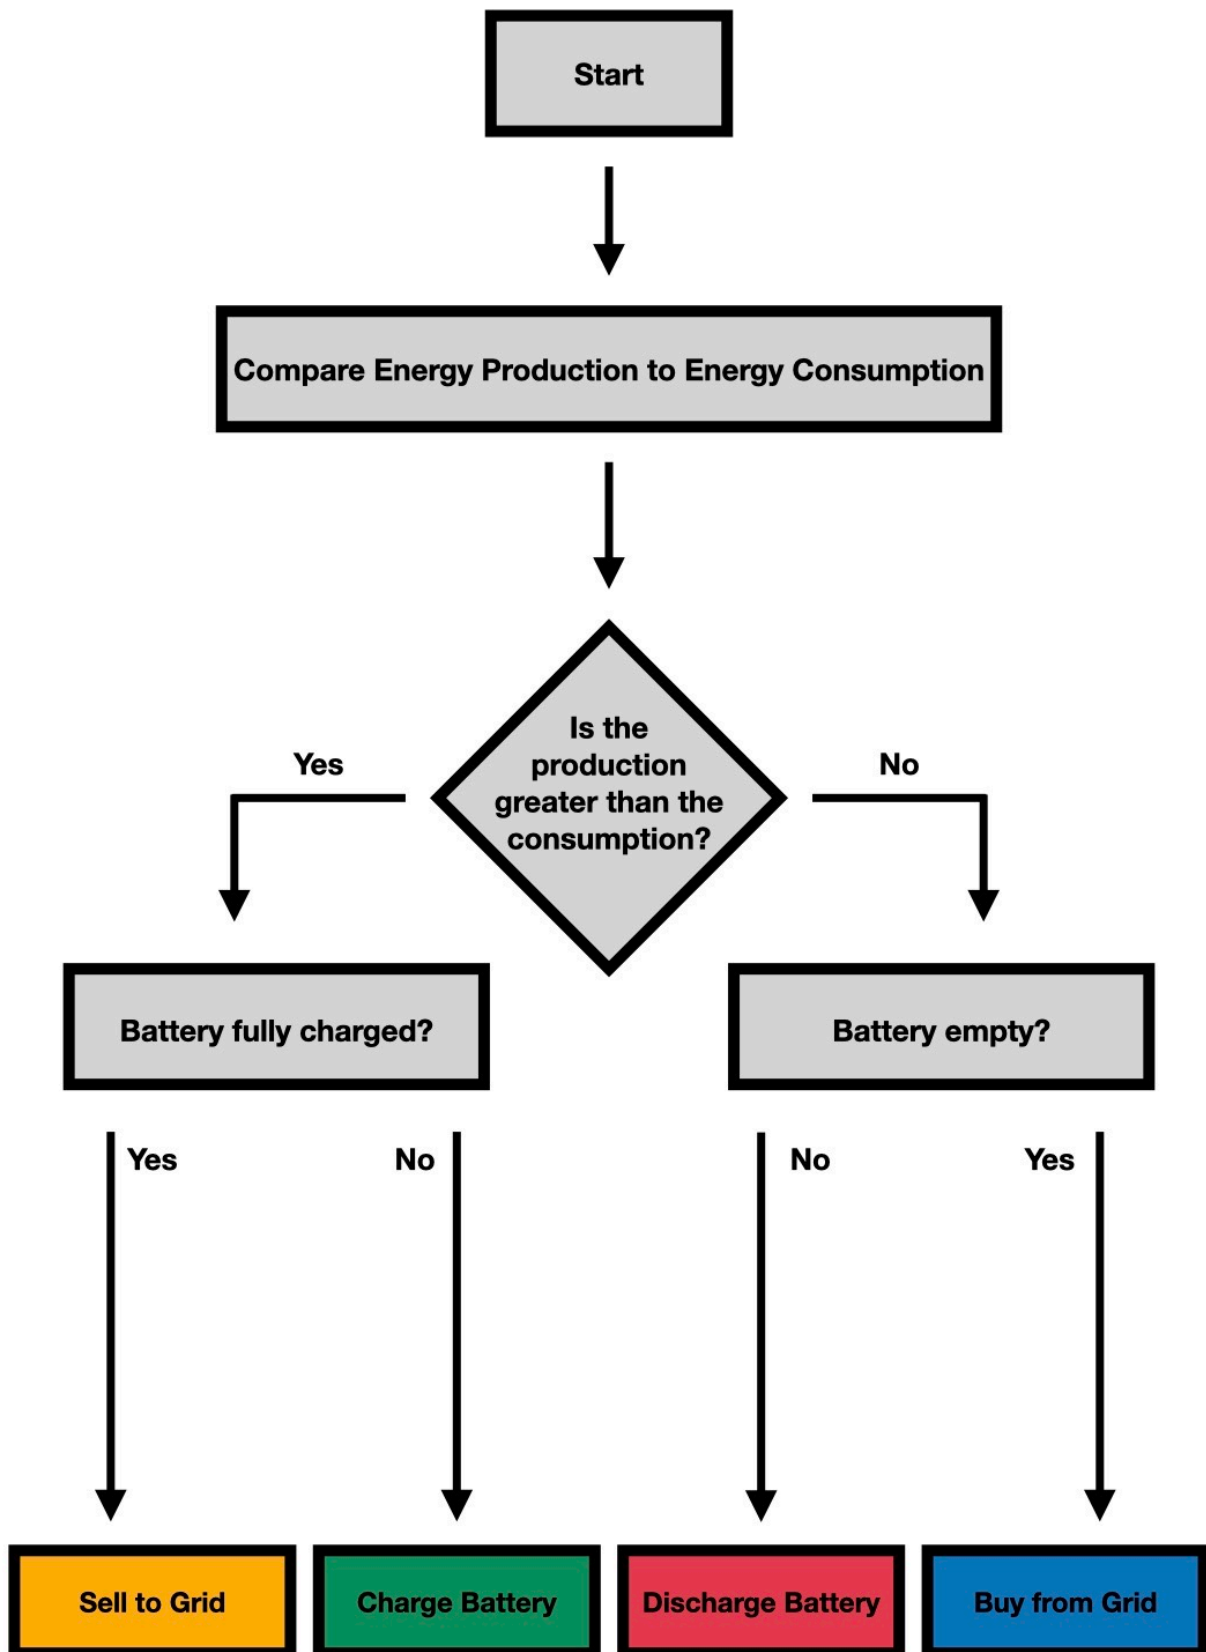 Start
Compare Energy Production to Energy Consumption
Is the
production
greater than the
consumption?
Yes
No
Battery fully charged?
Battery empty?
Yes
No
No
Yes
Sell to Grid
Charge Battery
Discharge Battery
Buy from Grid